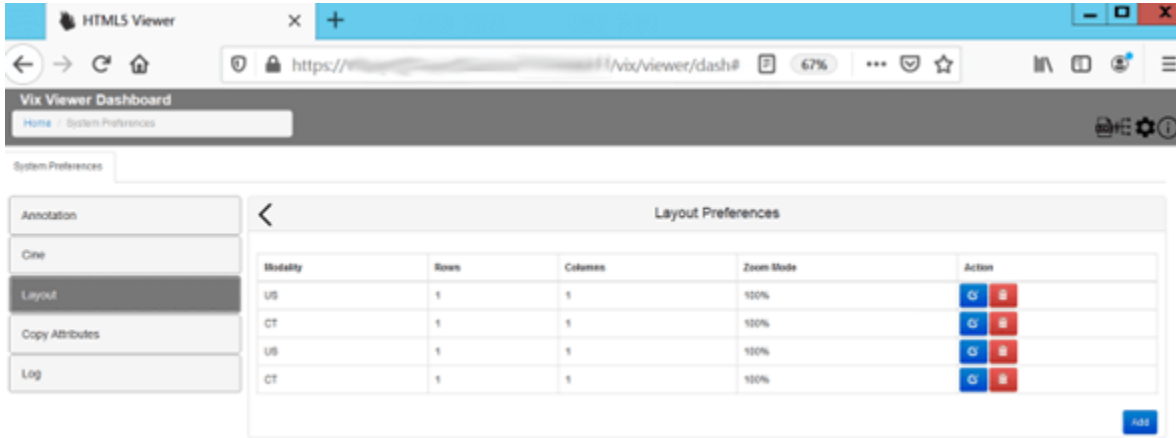 HTML5 Viewer
https:// /vix/viewer/dash# 67%
Vix Viewer Dashboard
Home / System Preferences
System Preferences
Annotation
Cine
Layout
Copy Attributes
Log
Layout Preferences
Modality Rows Columns Zoom Mode Action
US 1 1 100%
CT 1 1 100%
US 1 1 100%
CT 1 1 100%
Add